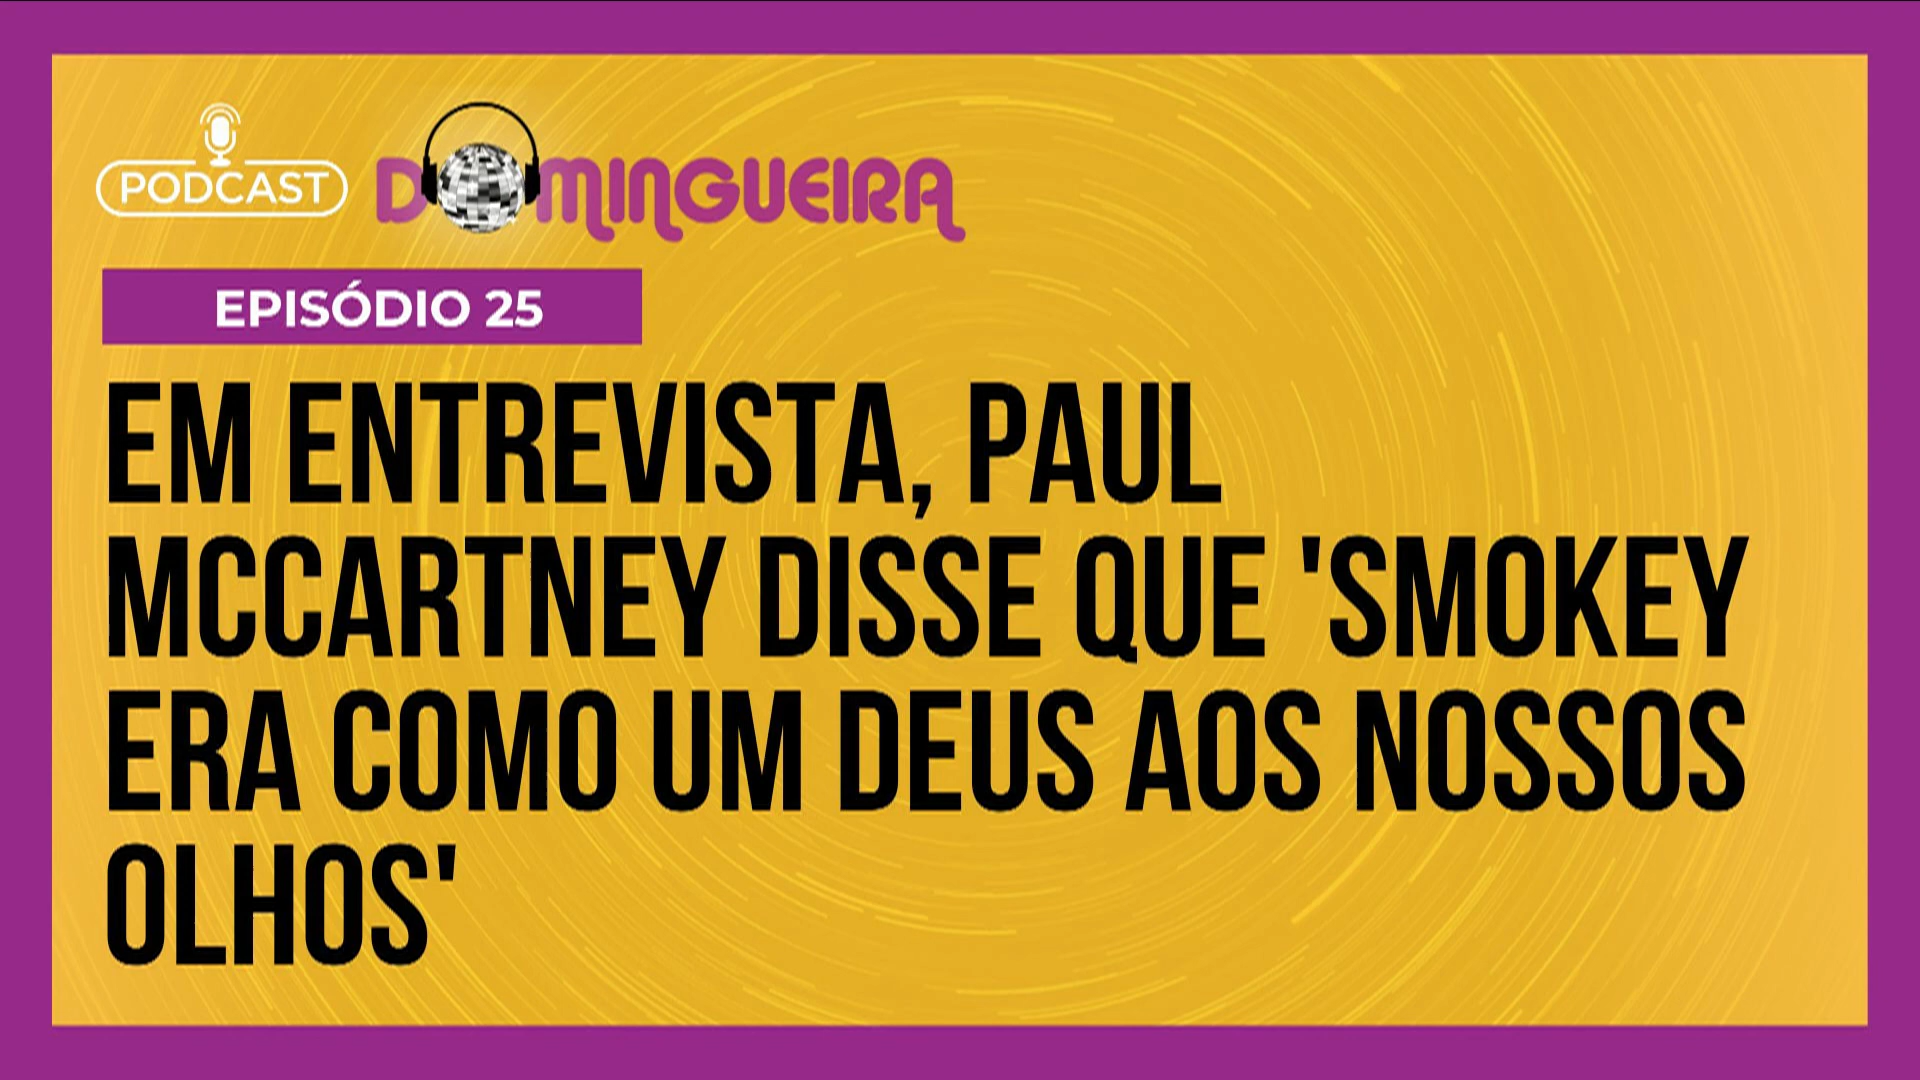 PODCAST
DOMINGUEIRA
EPISÓDIO 25
EM ENTREVISTA, PAUL
MCCARTNEY DISSE QUE 'SMOKEY
ERA COMO UM DEUS AOS NOSSOS
OLHOS'